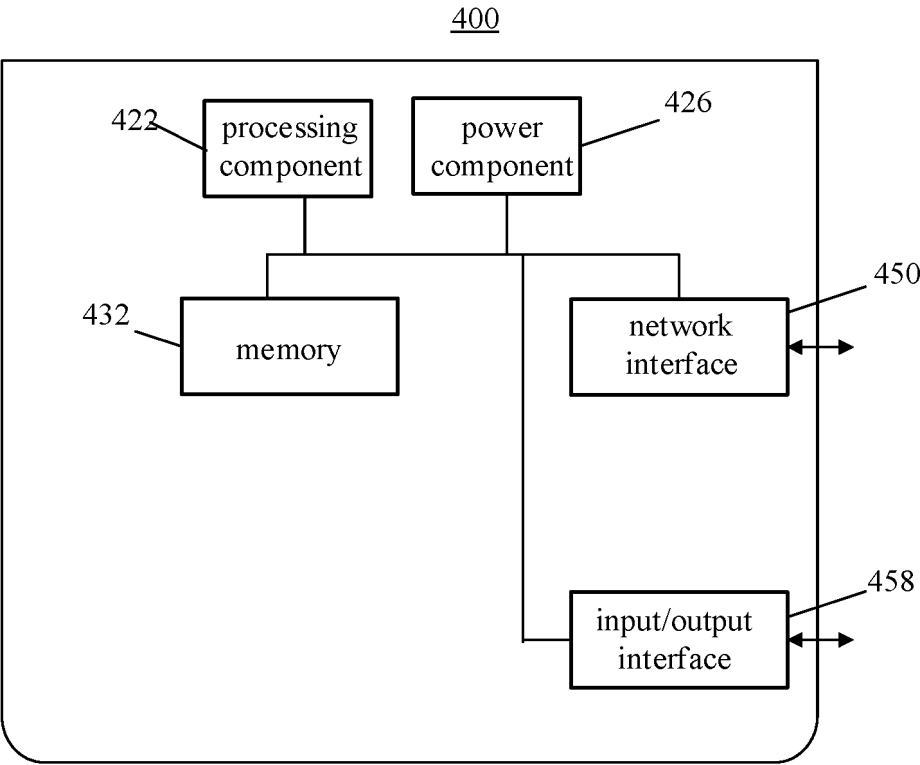 400
422
processing
component
power
component
426
432
memory
network
interface
450
input/output
interface
458